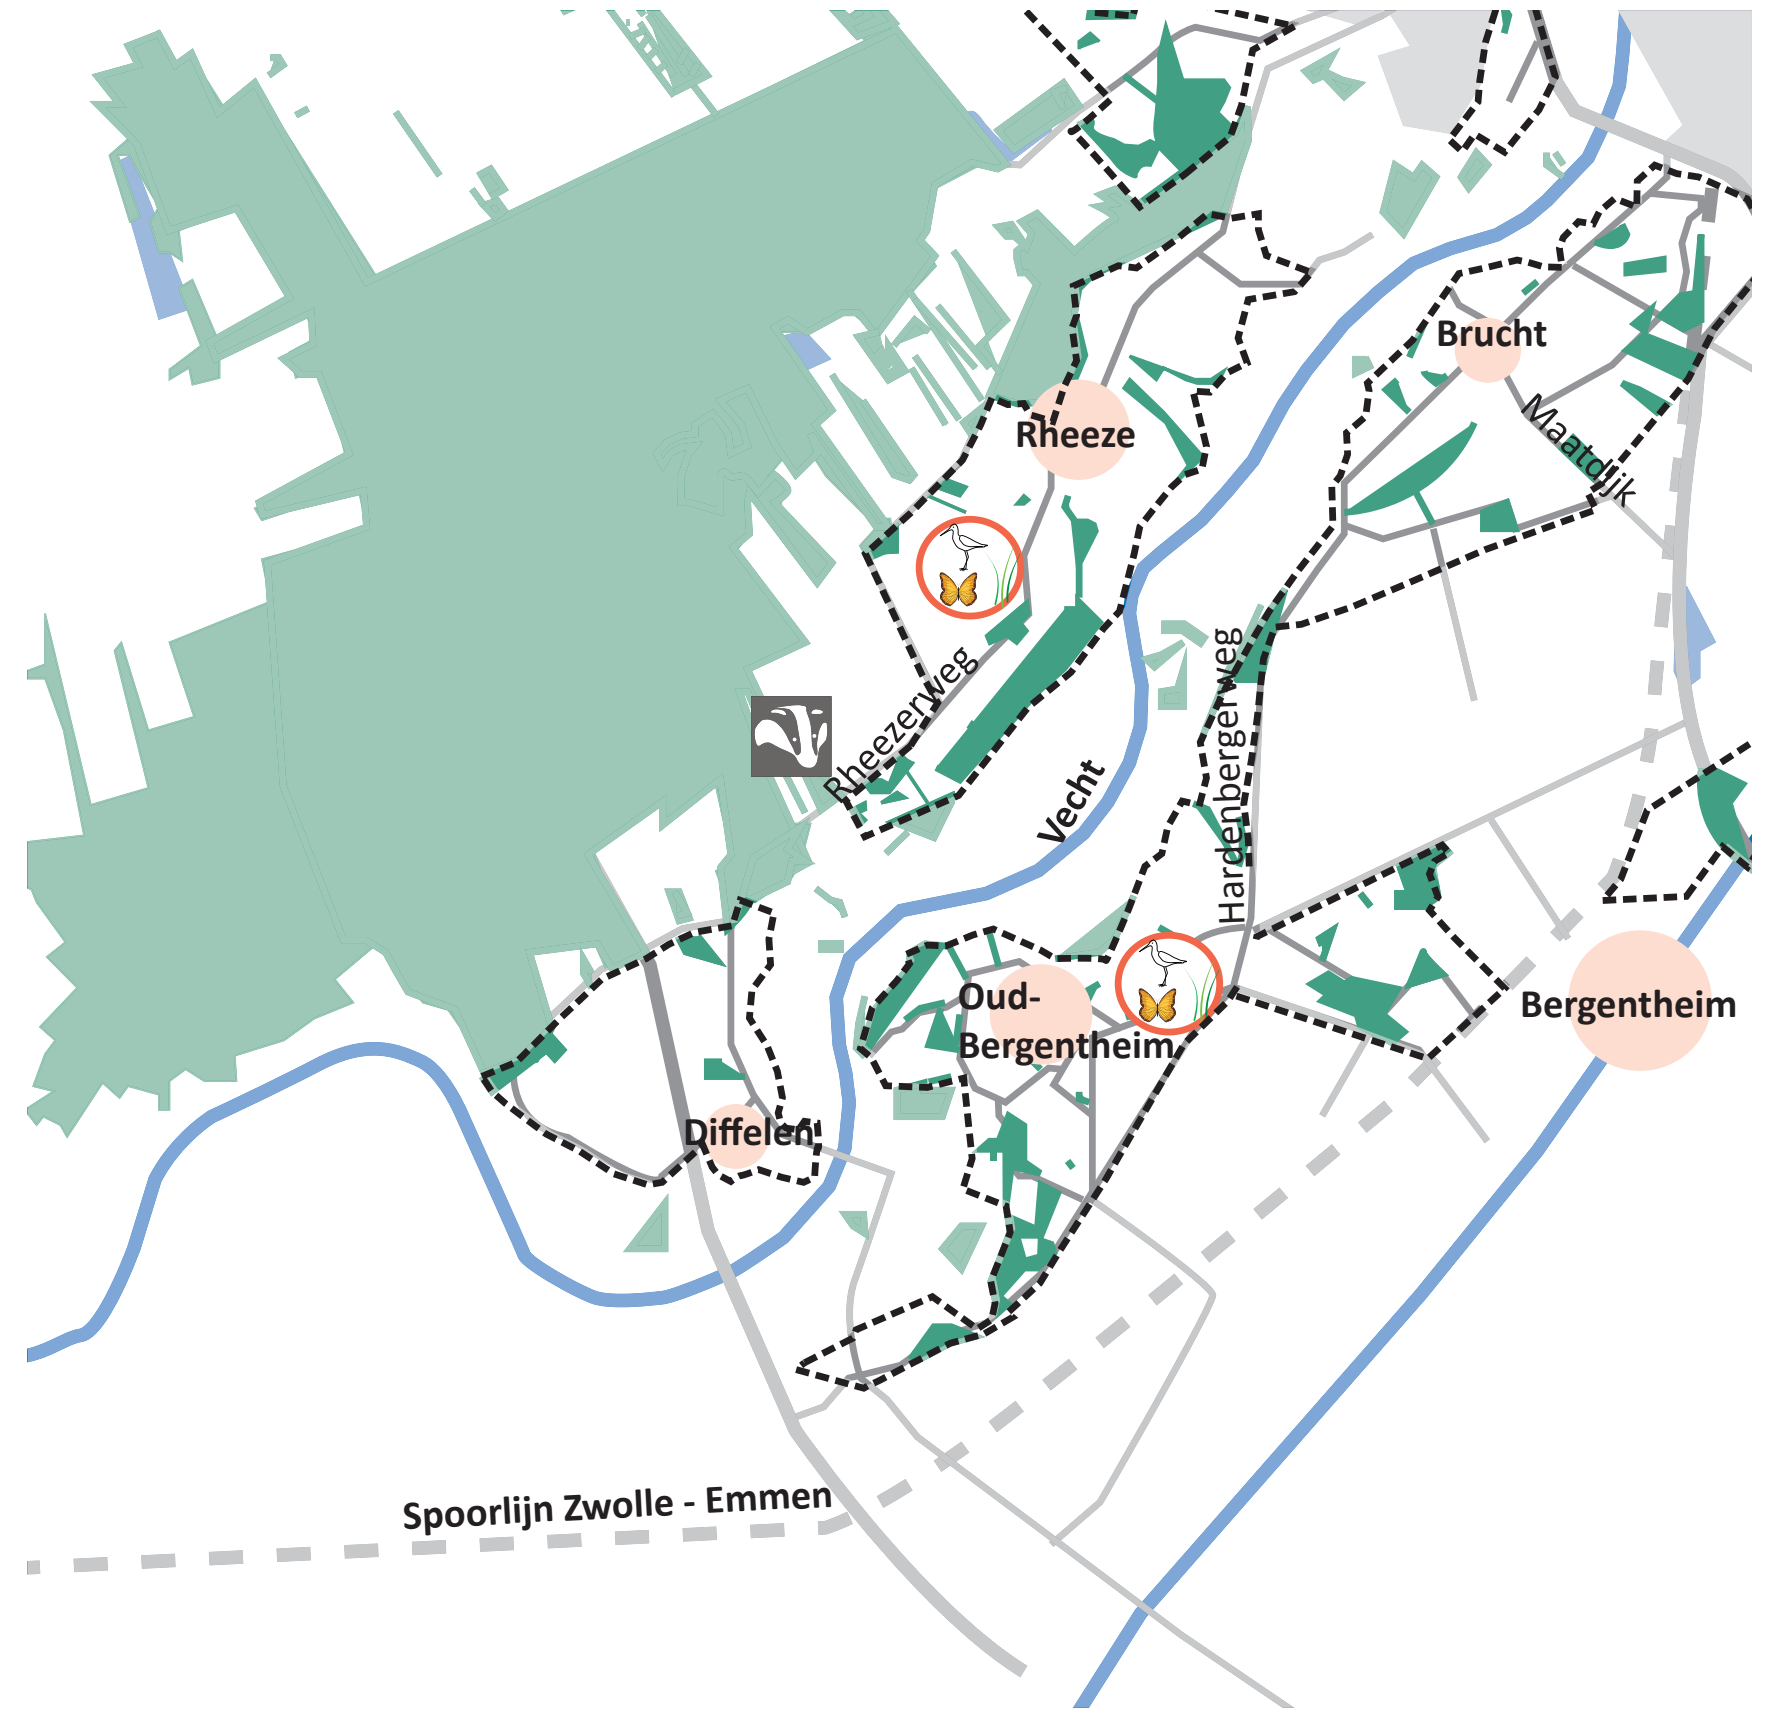 Brucht
Maatdijk
Rheeze
Rheezerweg
Hardenbergerweg
Vecht
Oud-
Bergentheim
Bergentheim
Diffelen
Spoorlijn Zwolle - Emmen